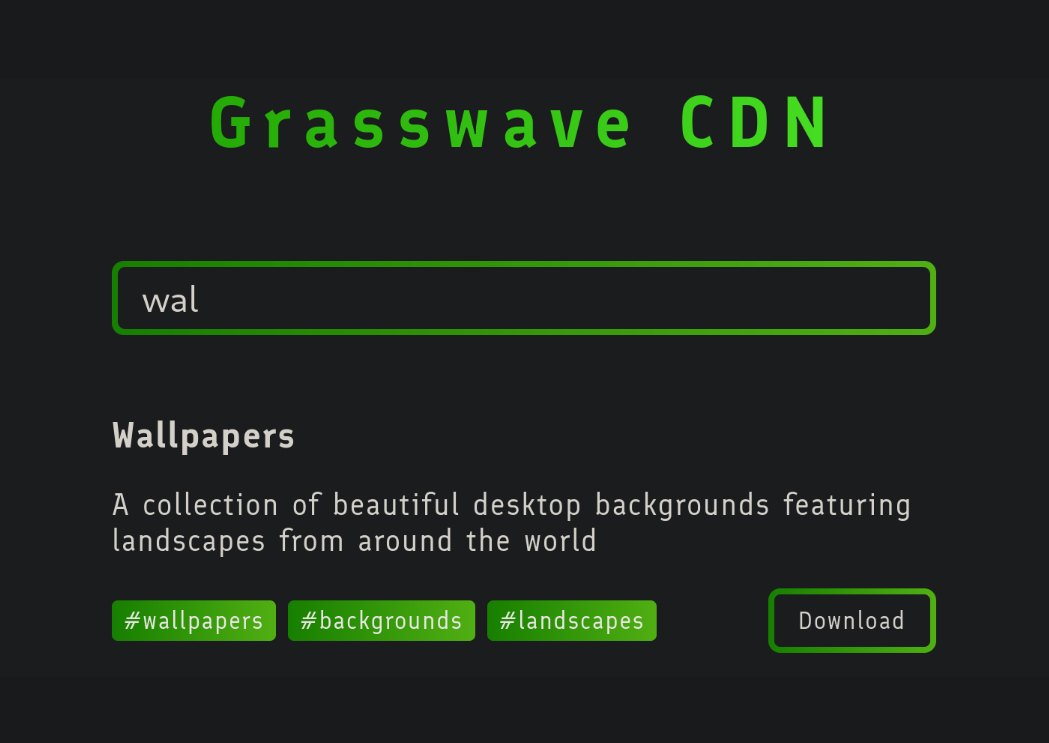 Grasswave CDN
wal
Wallpapers
A collection of beautiful desktop backgrounds featuring
landscapes from around the world
#wallpapers #backgrounds #landscapes Download